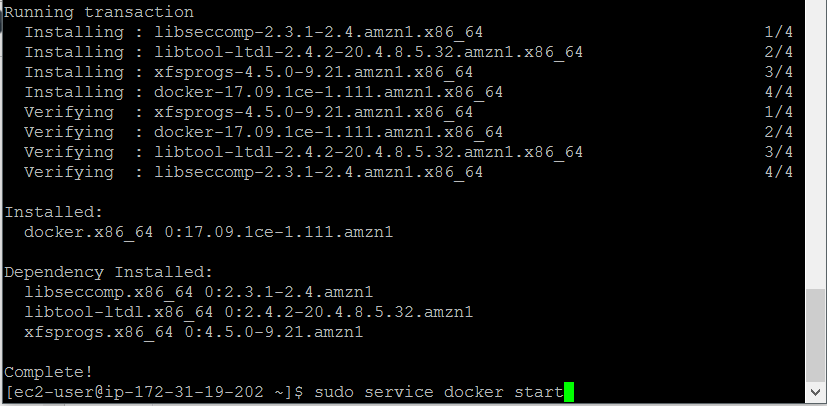 Running transaction
  Installing : libseccomp-2.3.1-2.4.amzn1.x86_64                            1/4
  Installing : libtool-ltdl-2.4.2-20.4.8.5.32.amzn1.x86_64                  2/4
  Installing : xfsprogs-4.5.0-9.21.amzn1.x86_64                             3/4
  Installing : docker-17.09.1ce-1.111.amzn1.x86_64                          4/4
  Verifying  : xfsprogs-4.5.0-9.21.amzn1.x86_64                             1/4
  Verifying  : docker-17.09.1ce-1.111.amzn1.x86_64                          2/4
  Verifying  : libtool-ltdl-2.4.2-20.4.8.5.32.amzn1.x86_64                  3/4
  Verifying  : libseccomp-2.3.1-2.4.amzn1.x86_64                            4/4

Installed:
  docker.x86_64 0:17.09.1ce-1.111.amzn1

Dependency Installed:
  libseccomp.x86_64 0:2.3.1-2.4.amzn1
  libtool-ltdl.x86_64 0:2.4.2-20.4.8.5.32.amzn1
  xfsprogs.x86_64 0:4.5.0-9.21.amzn1

Complete!
[ec2-user@ip-172-31-19-202 ~]$ sudo service docker start